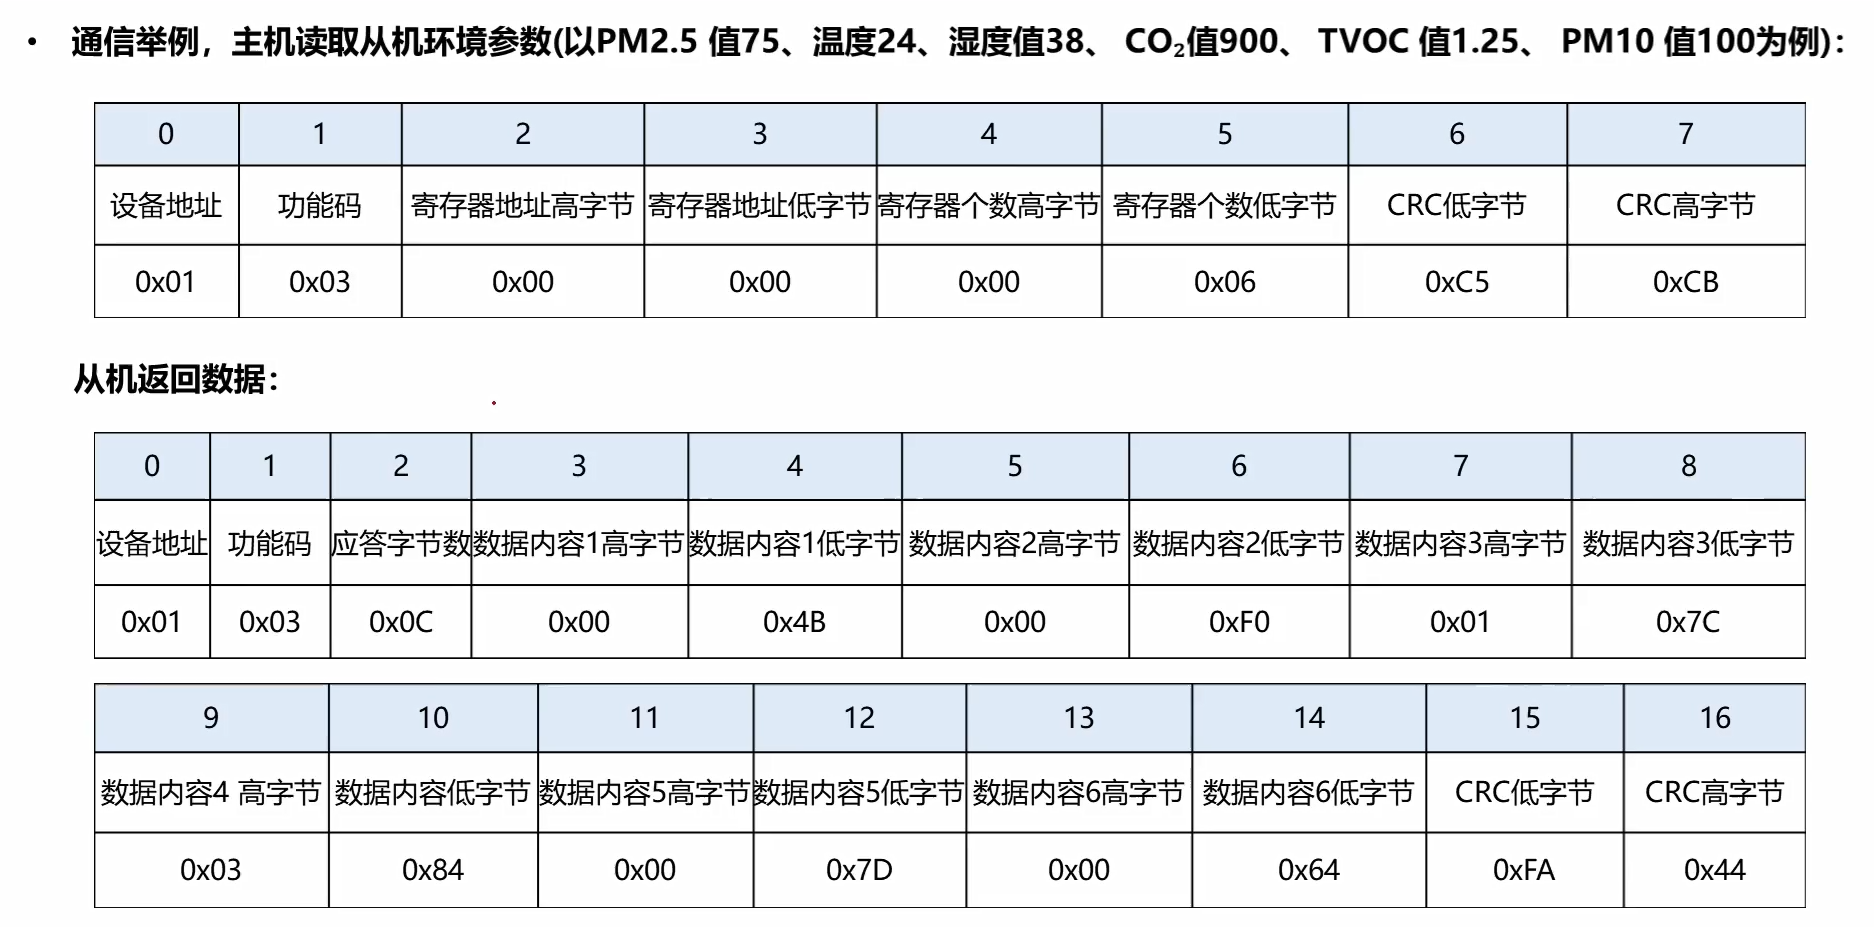 • 通信举例，主机读取从机环境参数(以PM2.5 值75、温度24、湿度值38、 CO₂值900、 TVOC 值1.25、 PM10 值100为例)：
0 1 2 3 4 5 6 7
设备地址 功能码 寄存器地址高字节 寄存器地址低字节 寄存器个数高字节 寄存器个数低字节 CRC低字节 CRC高字节
0x01 0x03 0x00 0x00 0x00 0x06 0xC5 0xCB
从机返回数据：
0 1 2 3 4 5 6 7 8
设备地址 功能码 应答字节数 数据内容1高字节 数据内容1低字节 数据内容2高字节 数据内容2低字节 数据内容3高字节 数据内容3低字节
0x01 0x03 0x0C 0x00 0x4B 0x00 0xF0 0x01 0x7C
9 10 11 12 13 14 15 16
数据内容4 高字节 数据内容低字节 数据内容5高字节 数据内容5低字节 数据内容6高字节 数据内容6低字节 CRC低字节 CRC高字节
0x03 0x84 0x00 0x7D 0x00 0x64 0xFA 0x44